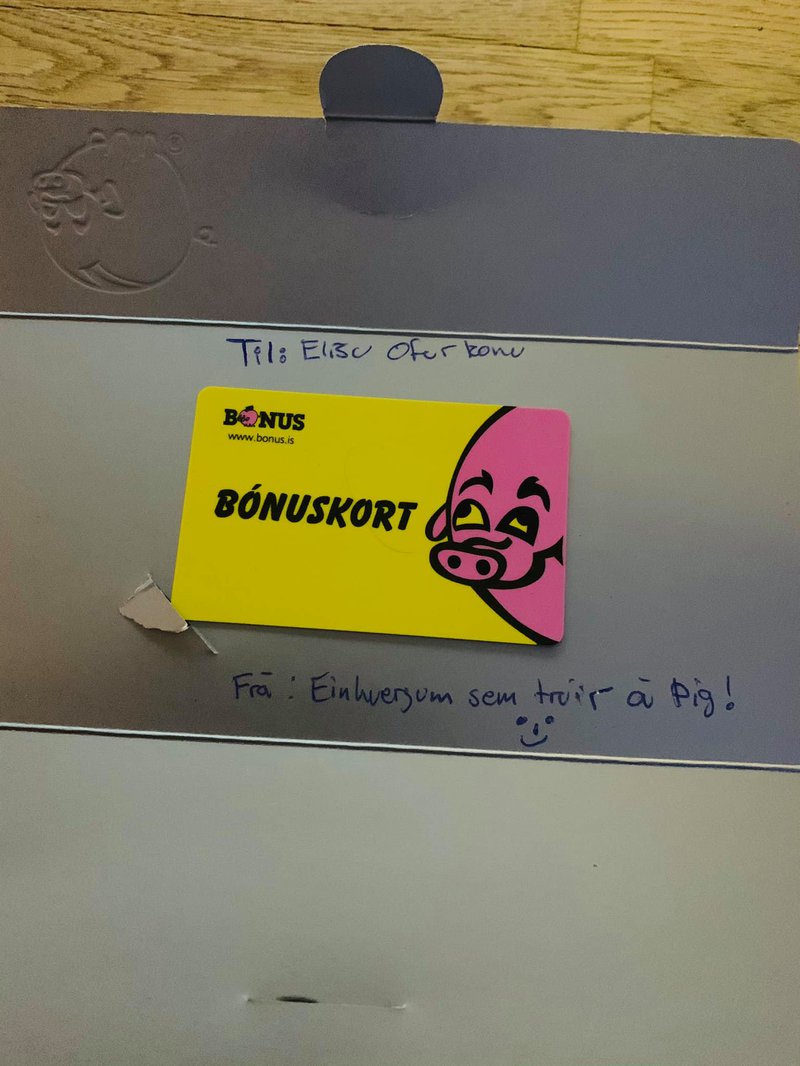 Til: Elísu Ofurkonu
BÓNUS
www.bonus.is
BÓNUSKORT
Frá: Einhverjum sem trúir á Þig!